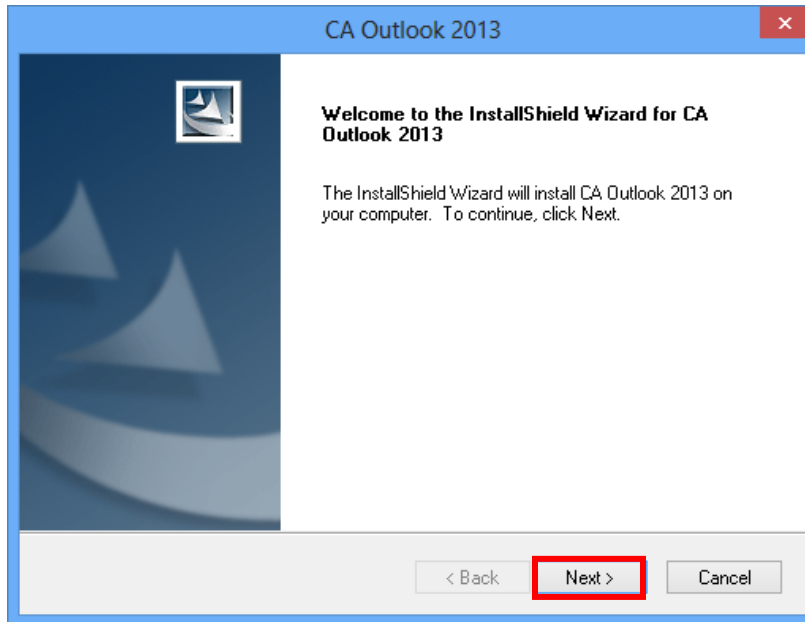 CA Outlook 2013
Welcome to the InstallShield Wizard for CA
Outlook 2013
The InstallShield Wizard will install CA Outlook 2013 on
your computer. To continue, click Next.
< Back Next > Cancel